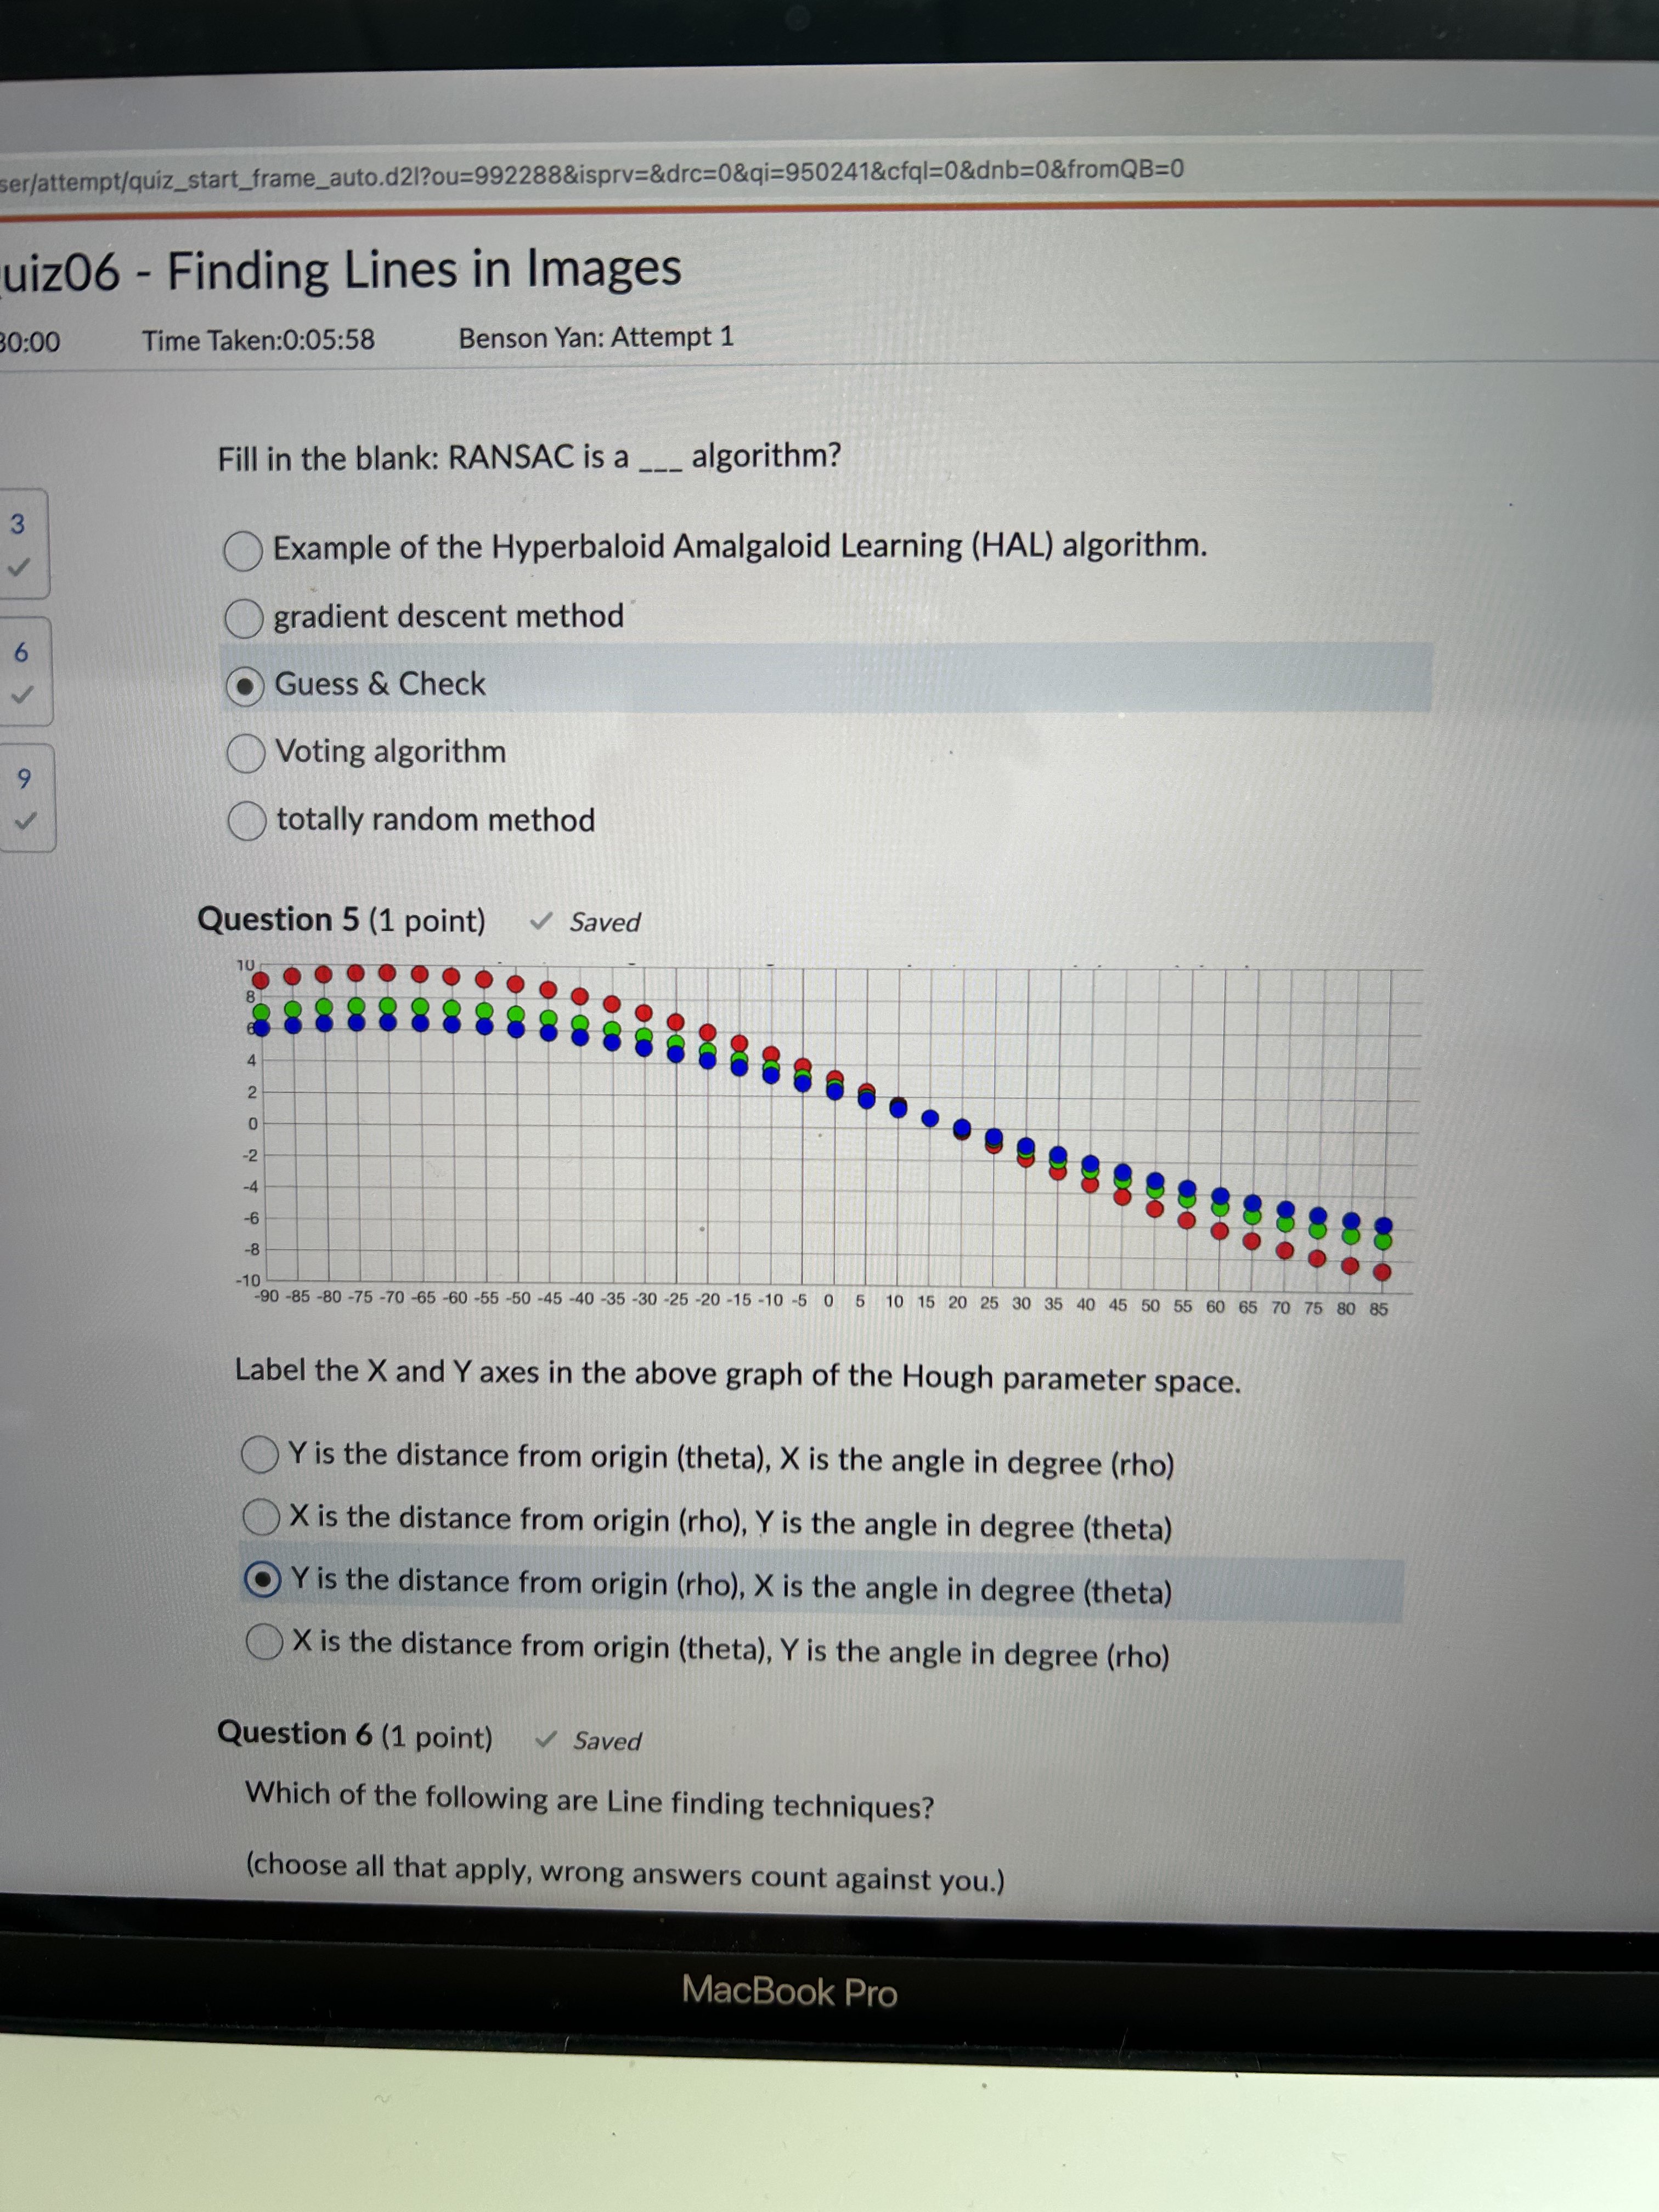 ser/attempt/quiz_start_frame_auto.d2l?ou=992288&isprv=&drc=0&qi=950241&cfql=0&dnb=0&fromQB=0
uiz06 - Finding Lines in Images
30:00 Time Taken:0:05:58 Benson Yan: Attempt 1
Fill in the blank: RANSAC is a ___ algorithm?
3
Example of the Hyperbaloid Amalgaloid Learning (HAL) algorithm.
gradient descent method
6
Guess & Check
Voting algorithm
9
totally random method
Question 5 (1 point) Saved
10
8
6
4
2
0
-2
-4
-6
-8
-10
-90 -85 -80 -75 -70 -65 -60 -55 -50 -45 -40 -35 -30 -25 -20 -15 -10 -5 0 5 10 15 20 25 30 35 40 45 50 55 60 65 70 75 80 85
Label the X and Y axes in the above graph of the Hough parameter space.
Y is the distance from origin (theta), X is the angle in degree (rho)
X is the distance from origin (rho), Y is the angle in degree (theta)
Y is the distance from origin (rho), X is the angle in degree (theta)
X is the distance from origin (theta), Y is the angle in degree (rho)
Question 6 (1 point) Saved
Which of the following are Line finding techniques?
(choose all that apply, wrong answers count against you.)
MacBook Pro